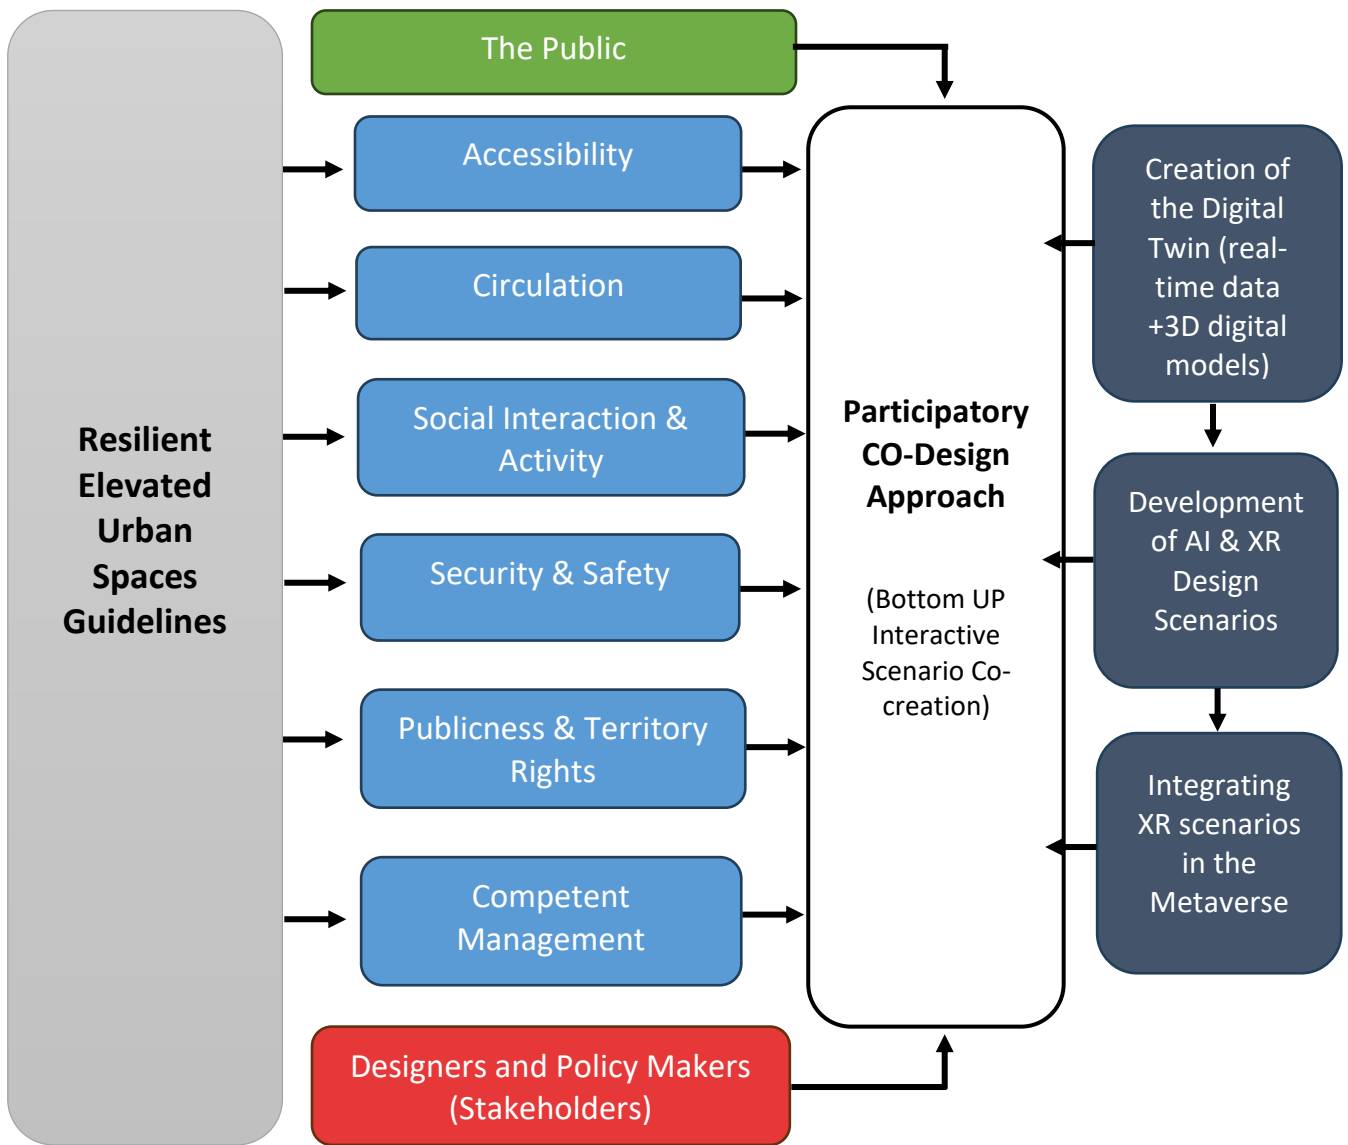 Resilient
Elevated
Urban
Spaces
Guidelines
The Public
Accessibility
Circulation
Social Interaction &
Activity
Security & Safety
Publicness & Territory
Rights
Competent
Management
Designers and Policy Makers
(Stakeholders)
Participatory
CO-Design
Approach
(Bottom UP
Interactive
Scenario Co-
creation)
Creation of
the Digital
Twin (real-
time data
+3D digital
models)
Development
of AI & XR
Design
Scenarios
Integrating
XR scenarios
in the
Metaverse